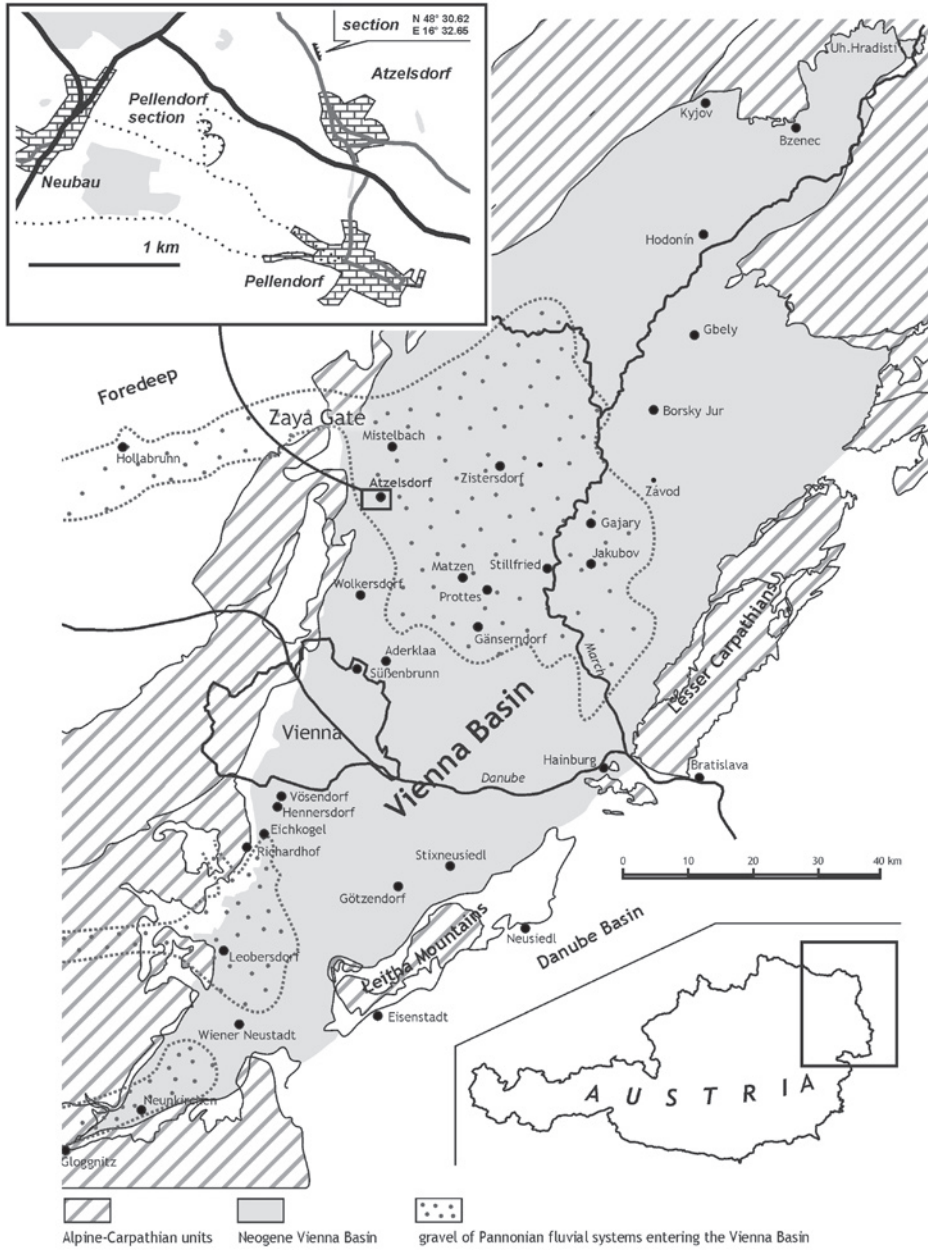 section
N 48° 30.62
E 16° 32.65
Atzelsdorf
Pellendorf
section
Neubau
1 km
Pellendorf
Uh.Hradisti
Kyjov
Bzenec
Hodonín
Gbely
Foredeep
Zaya Gate
Borsky Jur
Mistelbach
Hollabrunn
Zistersdorf
Atzelsdorf
Závod
Gajary
Matzen
Stillfried
Jakubov
Wolkersdorf
Prottes
Gänserndorf
Aderklaa
March
Süßenbrunn
Lesser Carpathians
Vienna Basin
Vienna
Hainburg
Bratislava
Danube
Vösendorf
Hennersdorf
Eichkogel
Richardhof
Stixneusiedl
0 10 20 30 40 km
Götzendorf
Leitha Mountains
Neusiedl
Danube Basin
Leobersdorf
Eisenstadt
Wiener Neustadt
AUSTRIA
Neunkirchen
Gloggnitz
Alpine-Carpathian units
Neogene Vienna Basin
gravel of Pannonian fluvial systems entering the Vienna Basin